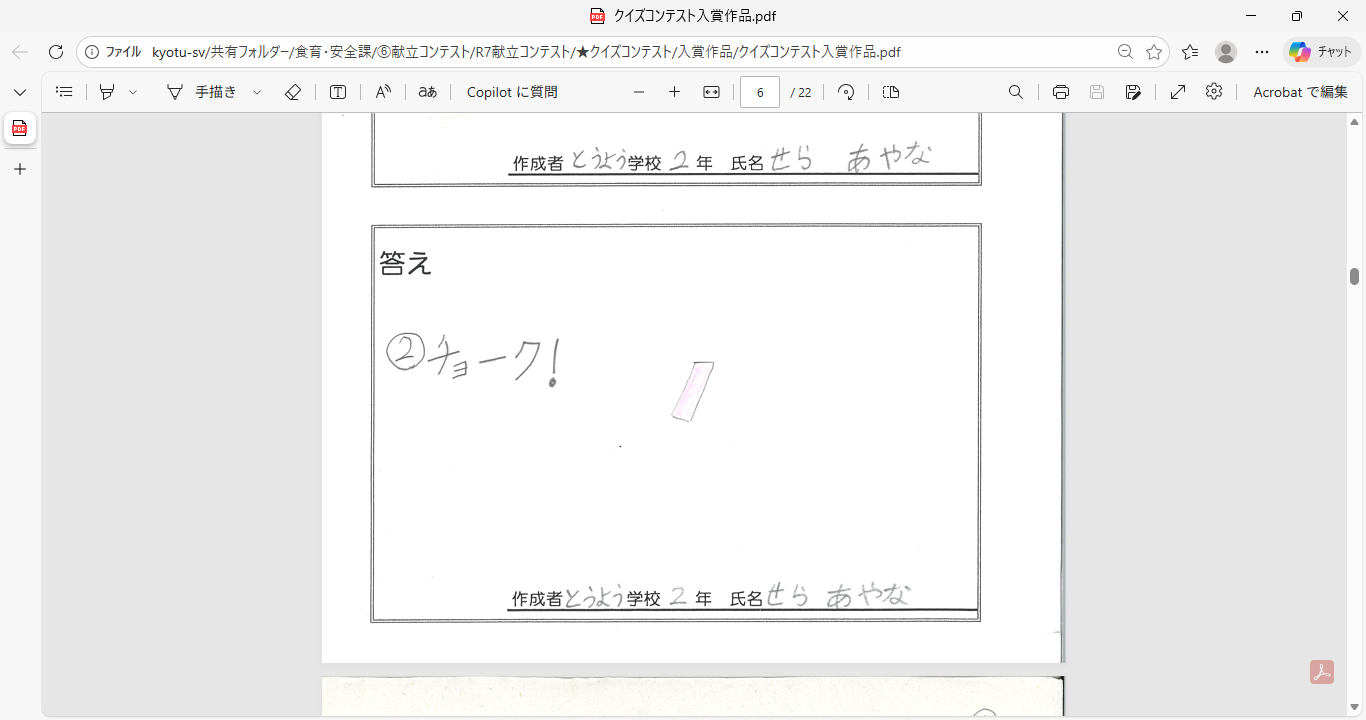 クイズコンテスト入賞作品.pdf
ファイル kyotu-sv/共有フォルダー/食育・安全課/⑥献立コンテスト/R7献立コンテスト/★クイズコンテスト/入賞作品/クイズコンテスト入賞作品.pdf
チャット
手描き
aあ
Copilot に質問
6 / 22
Acrobat で編集
作成者 とうよう学校 2 年 氏名 せら あやな
答え
②チョーク!
作成者 とうよう学校 2 年 氏名 せら あやな